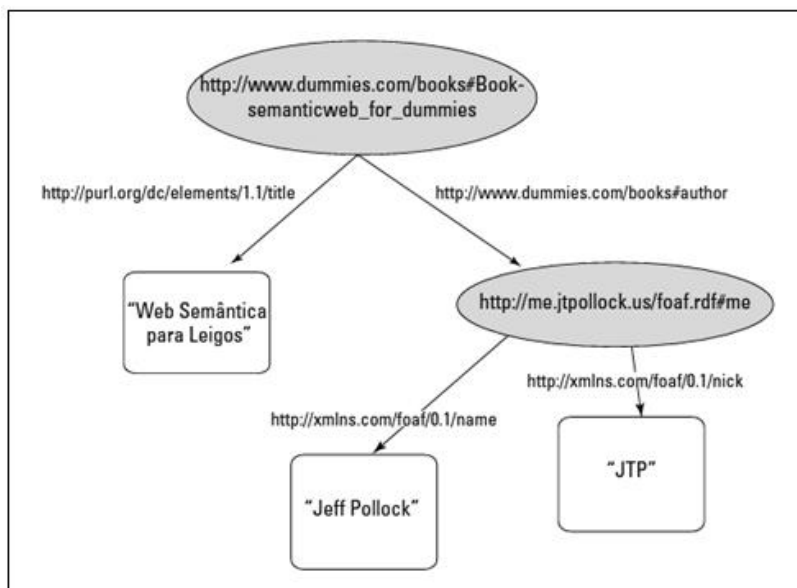 http://www.dummies.com/books#Book-
semanticweb_for_dummies
http://purl.org/dc/elements/1.1/title
http://www.dummies.com/books#author
“Web Semântica
para Leigos”
http://me.jtpollock.us/foaf.rdf#me
http://xmlns.com/foaf/0.1/nick
http://xmlns.com/foaf/0.1/name
“JTP”
“Jeff Pollock”